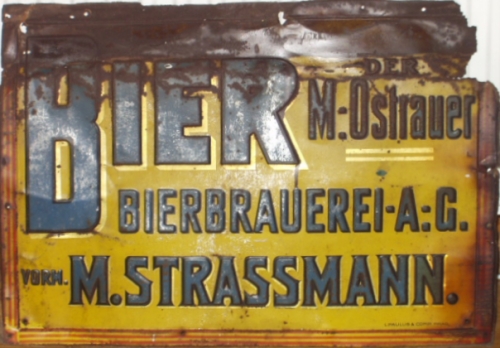 BIER
DER
M:Ostrauer
BIERBRAUEREI-A:G.
VORM. M.STRASSMANN.